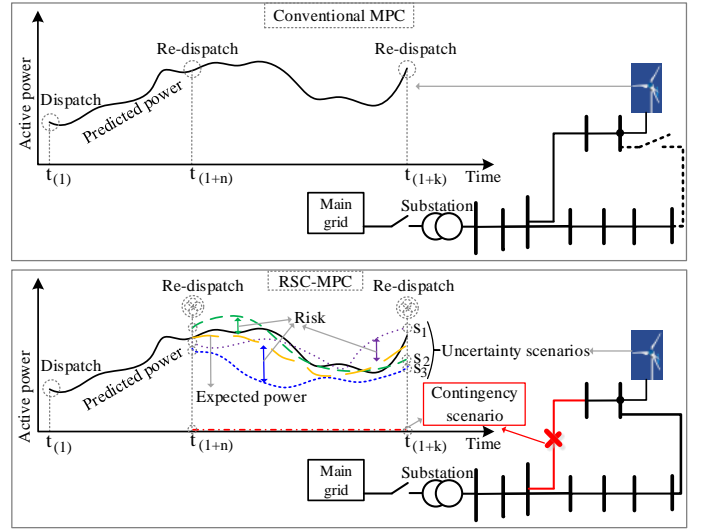 Conventional MPC
Active power
Re-dispatch
Re-dispatch
Dispatch
Predicted power
t(1)
t(1+n)
t(1+k)
Time
Main
grid
Substation
RSC-MPC
Active power
Re-dispatch
Re-dispatch
Risk
Dispatch
Predicted power
Expected power
S1
S2
S3
Uncertainty scenarios
Contingency
scenario
t(1)
t(1+n)
t(1+k)
Time
Main
grid
Substation